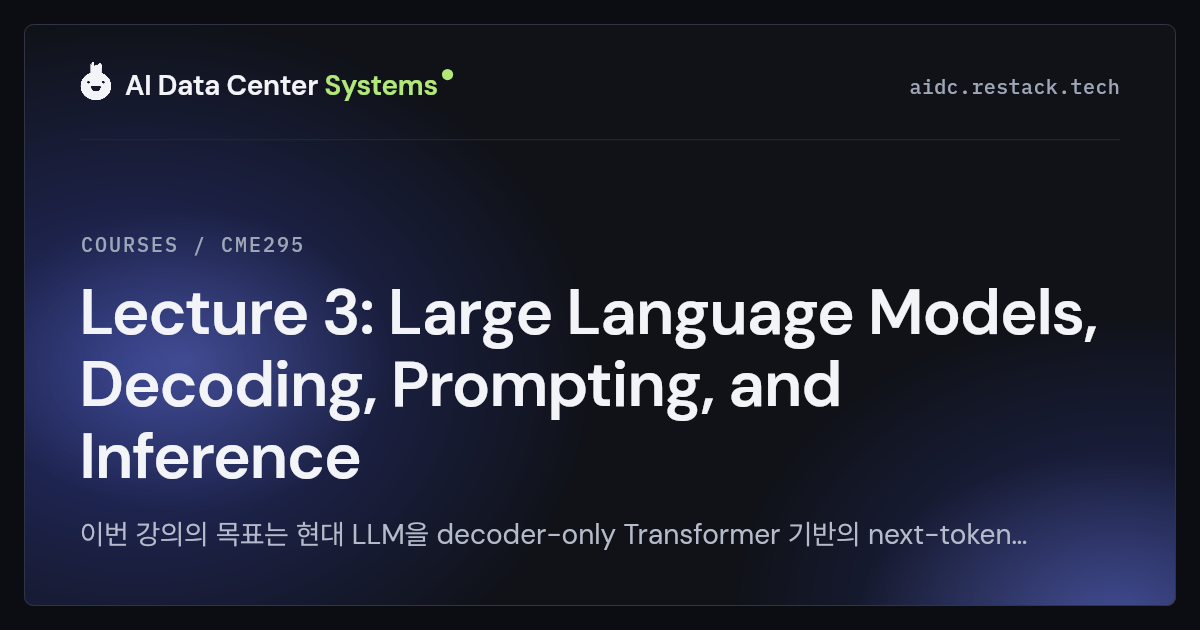 AI Data Center Systems
aidc.restack.tech
COURSES / CME295
Lecture 3: Large Language Models,
Decoding, Prompting, and
Inference
이번 강의의 목표는 현대 LLM을 decoder-only Transformer 기반의 next-token…